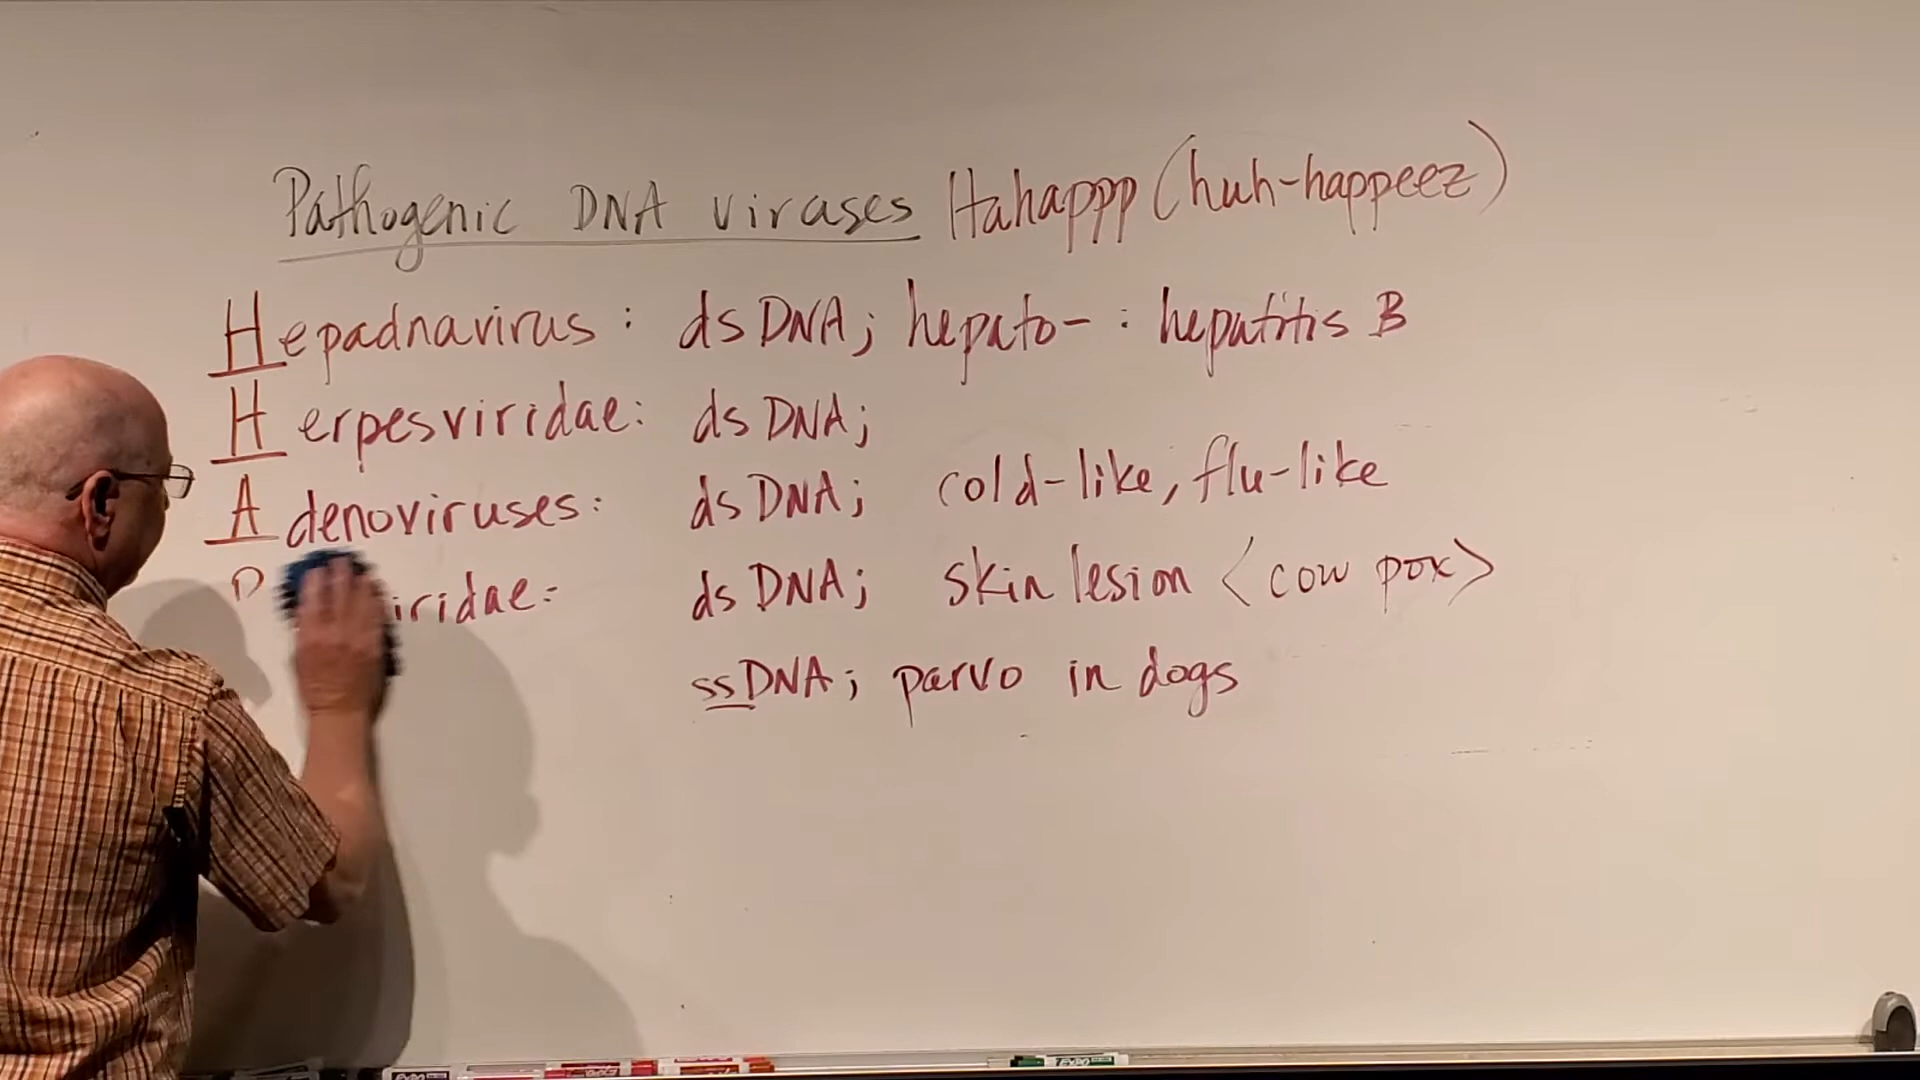 Pathogenic DNA viruses Hahappp (huh-happeez)
Hepadnavirus: dsDNA; hepato-: hepatitis B
Herpesviridae: dsDNA;
Adenoviruses: dsDNA; cold-like, flu-like
P iridae: dsDNA; skin lesion <cow pox>
ssDNA; parvo in dogs
EXPO